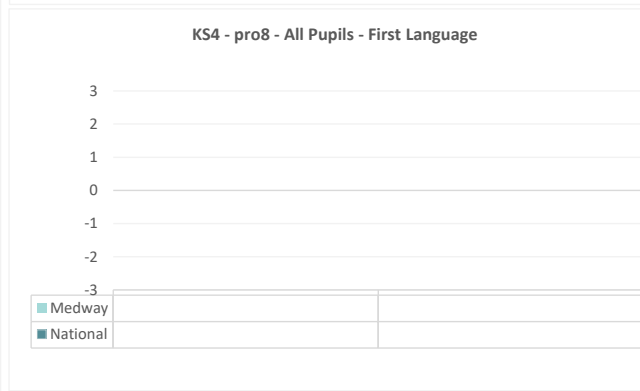 KS4 - pro8 - All Pupils - First Language
3
2
1
0
-1
-2
-3
Medway
National